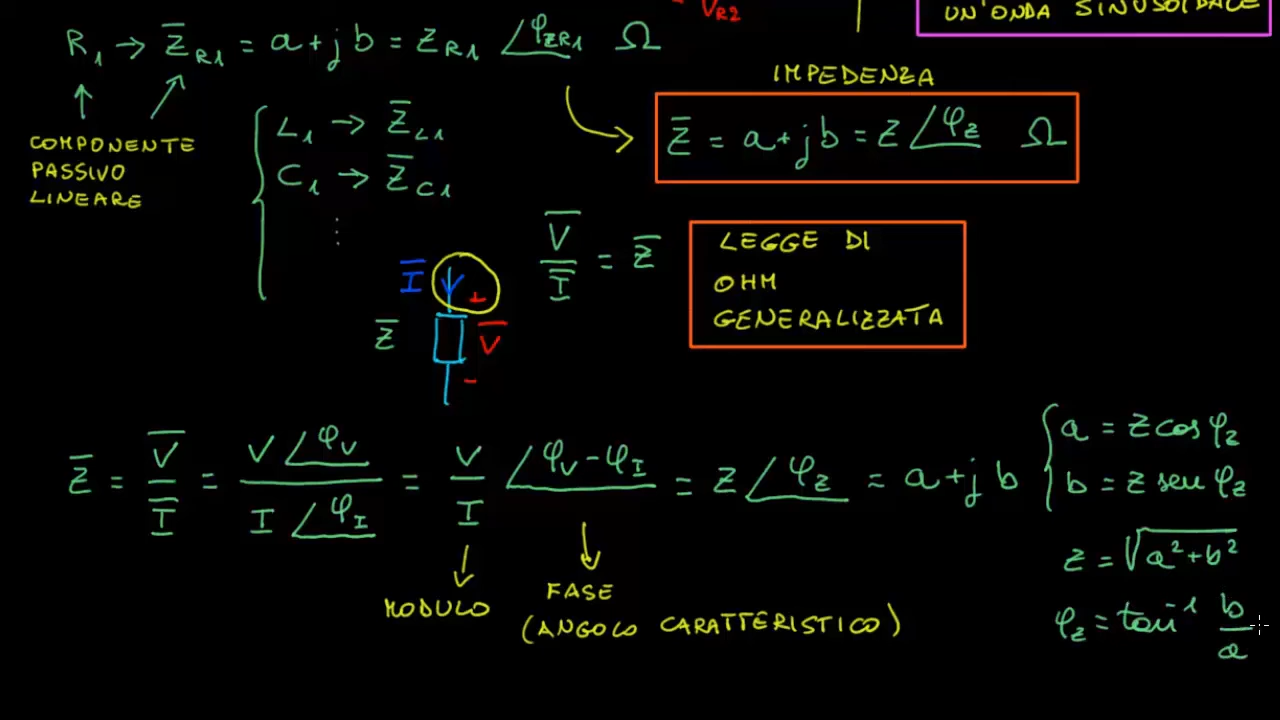 V_R2
UN'ONDA SINUSOIDALE
R₁ → Z̅_R1 = a + j b = Z_R1 ∠φ_ZR1 Ω
IMPEDENZA
COMPONENTE
PASSIVO
LINEARE
L₁ → Z̅_L1
C₁ → Z̅_C1
⋮
Z̅ = a + j b = Z ∠φ_Z Ω
I̅
+
Z̅
V̅
-
V̅/I̅ = Z̅
LEGGE DI
OHM
GENERALIZZATA
Z̅ = V̅/I̅ = V∠φ_V / I∠φ_I = V/I ∠φ_V - φ_I = Z ∠φ_Z = a + j b
MODULO
FASE
(ANGOLO CARATTERISTICO)
a = Z cos φ_Z
b = Z sen φ_Z
Z = √(a² + b²)
φ_Z = tan⁻¹ b/a